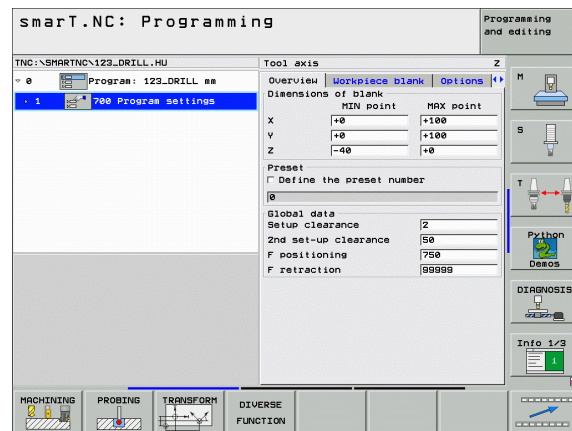 smarT.NC: Programming
Programming
and editing
TNC:\SMARTNC\123_DRILL.HU
Tool axis Z
0 Program: 123_DRILL mm
1 700 Program settings
Overview Workpiece blank Options
Dimensions of blank
MIN point MAX point
X +0 +100
Y +0 +100
Z -40 +0
Preset
Define the preset number
0
Global data
Setup clearance 2
2nd set-up clearance 50
F positioning 750
F retraction 99999
M
S
T
Python
Demos
DIAGNOSIS
Info 1/3
1
MACHINING
PROBING
TRANSFORM
DIVERSE
FUNCTION